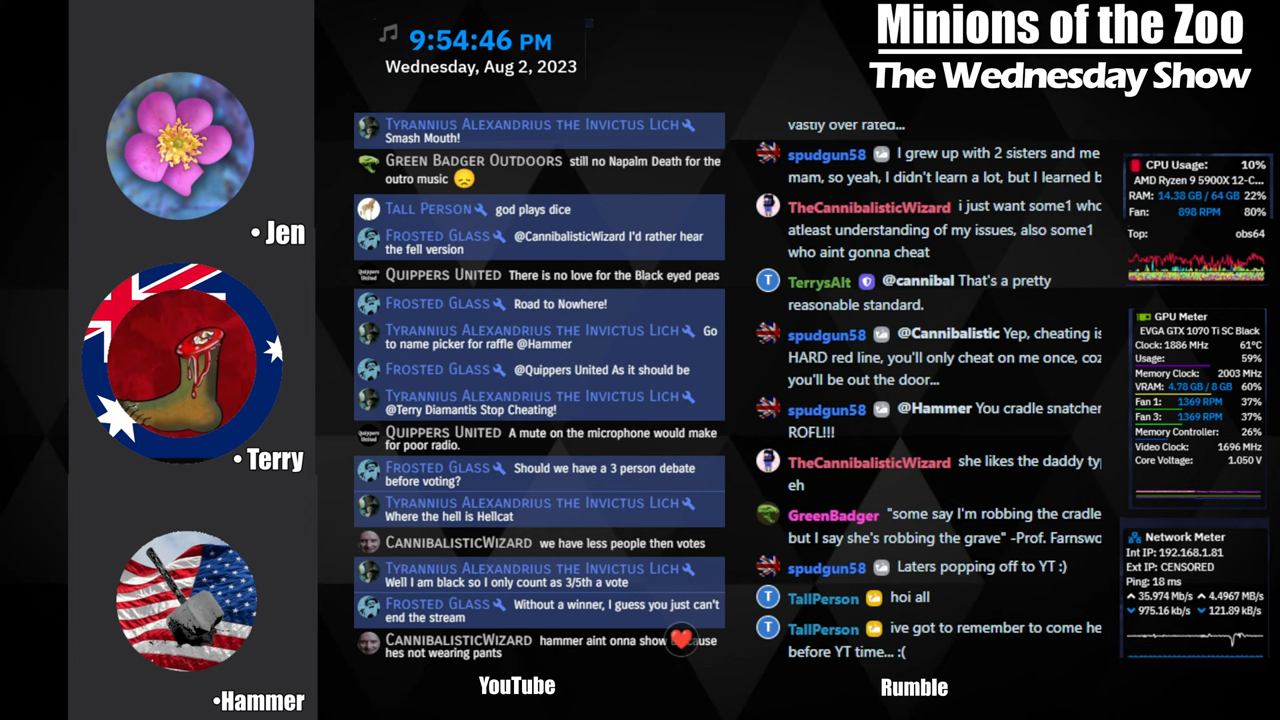 9:54:46 PM
Wednesday, Aug 2, 2023
Minions of the Zoo
The Wednesday Show
• Jen
• Terry
•Hammer
TYRANNIUS ALEXANDRIUS THE INVICTUS LICH
Smash Mouth!
GREEN BADGER OUTDOORS still no Napalm Death for the
outro music
TALL PERSON god plays dice
FROSTED GLASS @CannibalisticWizard I'd rather hear
the fell version
Quippers United QUIPPERS UNITED There is no love for the Black eyed peas
FROSTED GLASS Road to Nowhere!
TYRANNIUS ALEXANDRIUS THE INVICTUS LICH Go
to name picker for raffle @Hammer
FROSTED GLASS @Quippers United As it should be
TYRANNIUS ALEXANDRIUS THE INVICTUS LICH
@Terry Diamantis Stop Cheating!
Quippers United QUIPPERS UNITED A mute on the microphone would make
for poor radio.
FROSTED GLASS Should we have a 3 person debate
before voting?
TYRANNIUS ALEXANDRIUS THE INVICTUS LICH
Where the hell is Hellcat
CANNIBALISTICWIZARD we have less people then votes
TYRANNIUS ALEXANDRIUS THE INVICTUS LICH
Well I am black so I only count as 3/5th a vote
FROSTED GLASS Without a winner, I guess you just can't
end the stream
CANNIBALISTICWIZARD hammer aint onna show cause
hes not wearing pants
YouTube
vastly over rated...
spudgun58 I grew up with 2 sisters and me
mam, so yeah, I didn't learn a lot, but I learned b
TheCannibalisticWizard i just want some1 who
atleast understanding of my issues, also some1
who aint gonna cheat
T TerrysAlt @cannibal That's a pretty
reasonable standard.
spudgun58 @Cannibalistic Yep, cheating is
HARD red line, you'll only cheat on me once, coz
you'll be out the door...
spudgun58 @Hammer You cradle snatcher
ROFL!!!
TheCannibalisticWizard she likes the daddy typ
eh
GreenBadger "some say I'm robbing the cradle
but I say she's robbing the grave" -Prof. Farnswo
spudgun58 Laters popping off to YT :)
T TallPerson hoi all
T TallPerson ive got to remember to come he
before YT time... :(
Rumble
CPU Usage: 10%
AMD Ryzen 9 5900X 12-C...
RAM: 14.38 GB / 64 GB 22%
Fan: 898 RPM 80%
Top: obs64
GPU Meter
EVGA GTX 1070 Ti SC Black
Clock: 1886 MHz 61°C
Usage: 59%
Memory Clock: 2003 MHz
VRAM: 4.78 GB / 8 GB 60%
Fan 1: 1369 RPM 37%
Fan 3: 1369 RPM 37%
Memory Controller: 26%
Video Clock: 1696 MHz
Core Voltage: 1.050 V
Network Meter
Int IP: 192.168.1.81
Ext IP: CENSORED
Ping: 18 ms
35.974 Mb/s 4.4967 MB/s
975.16 kb/s 121.89 kB/s